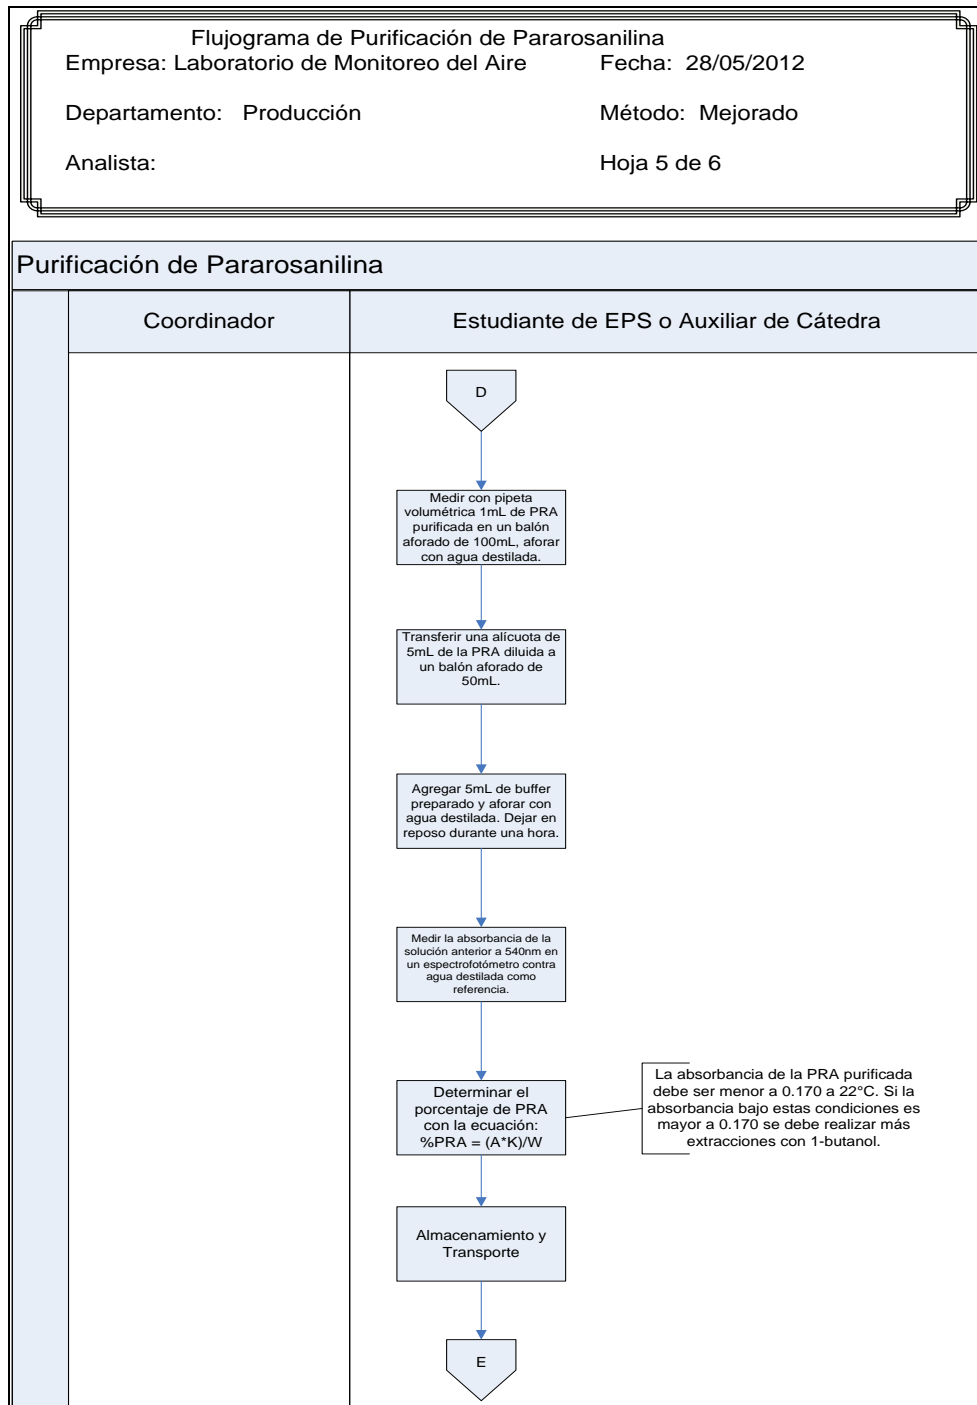 Flujograma de Purificación de Pararosanilina
Empresa: Laboratorio de Monitoreo del Aire Fecha: 28/05/2012
Departamento: Producción Método: Mejorado
Analista: Hoja 5 de 6
Purificación de Pararosanilina
Coordinador Estudiante de EPS o Auxiliar de Cátedra
D
Medir con pipeta
volumétrica 1mL de PRA
purificada en un balón
aforado de 100mL, aforar
con agua destilada.
Transferir una alícuota de
5mL de la PRA diluida a
un balón aforado de
50mL.
Agregar 5mL de buffer
preparado y aforar con
agua destilada. Dejar en
reposo durante una hora.
Medir la absorbancia de la
solución anterior a 540nm en
un espectrofotómetro contra
agua destilada como
referencia.
Determinar el
porcentaje de PRA
con la ecuación:
%PRA = (A*K)/W
La absorbancia de la PRA purificada
debe ser menor a 0.170 a 22°C. Si la
absorbancia bajo estas condiciones es
mayor a 0.170 se debe realizar más
extracciones con 1-butanol.
Almacenamiento y
Transporte
E